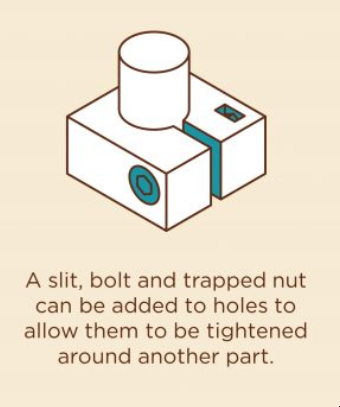 A slit, bolt and trapped nut
can be added to holes to
allow them to be tightened
around another part.